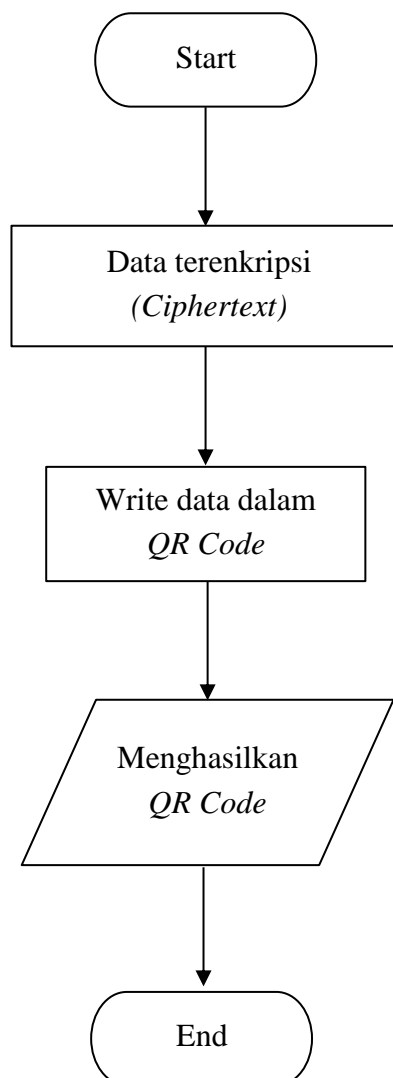 Start
Data terenkripsi
(Ciphertext)
Write data dalam
QR Code
Menghasilkan
QR Code
End